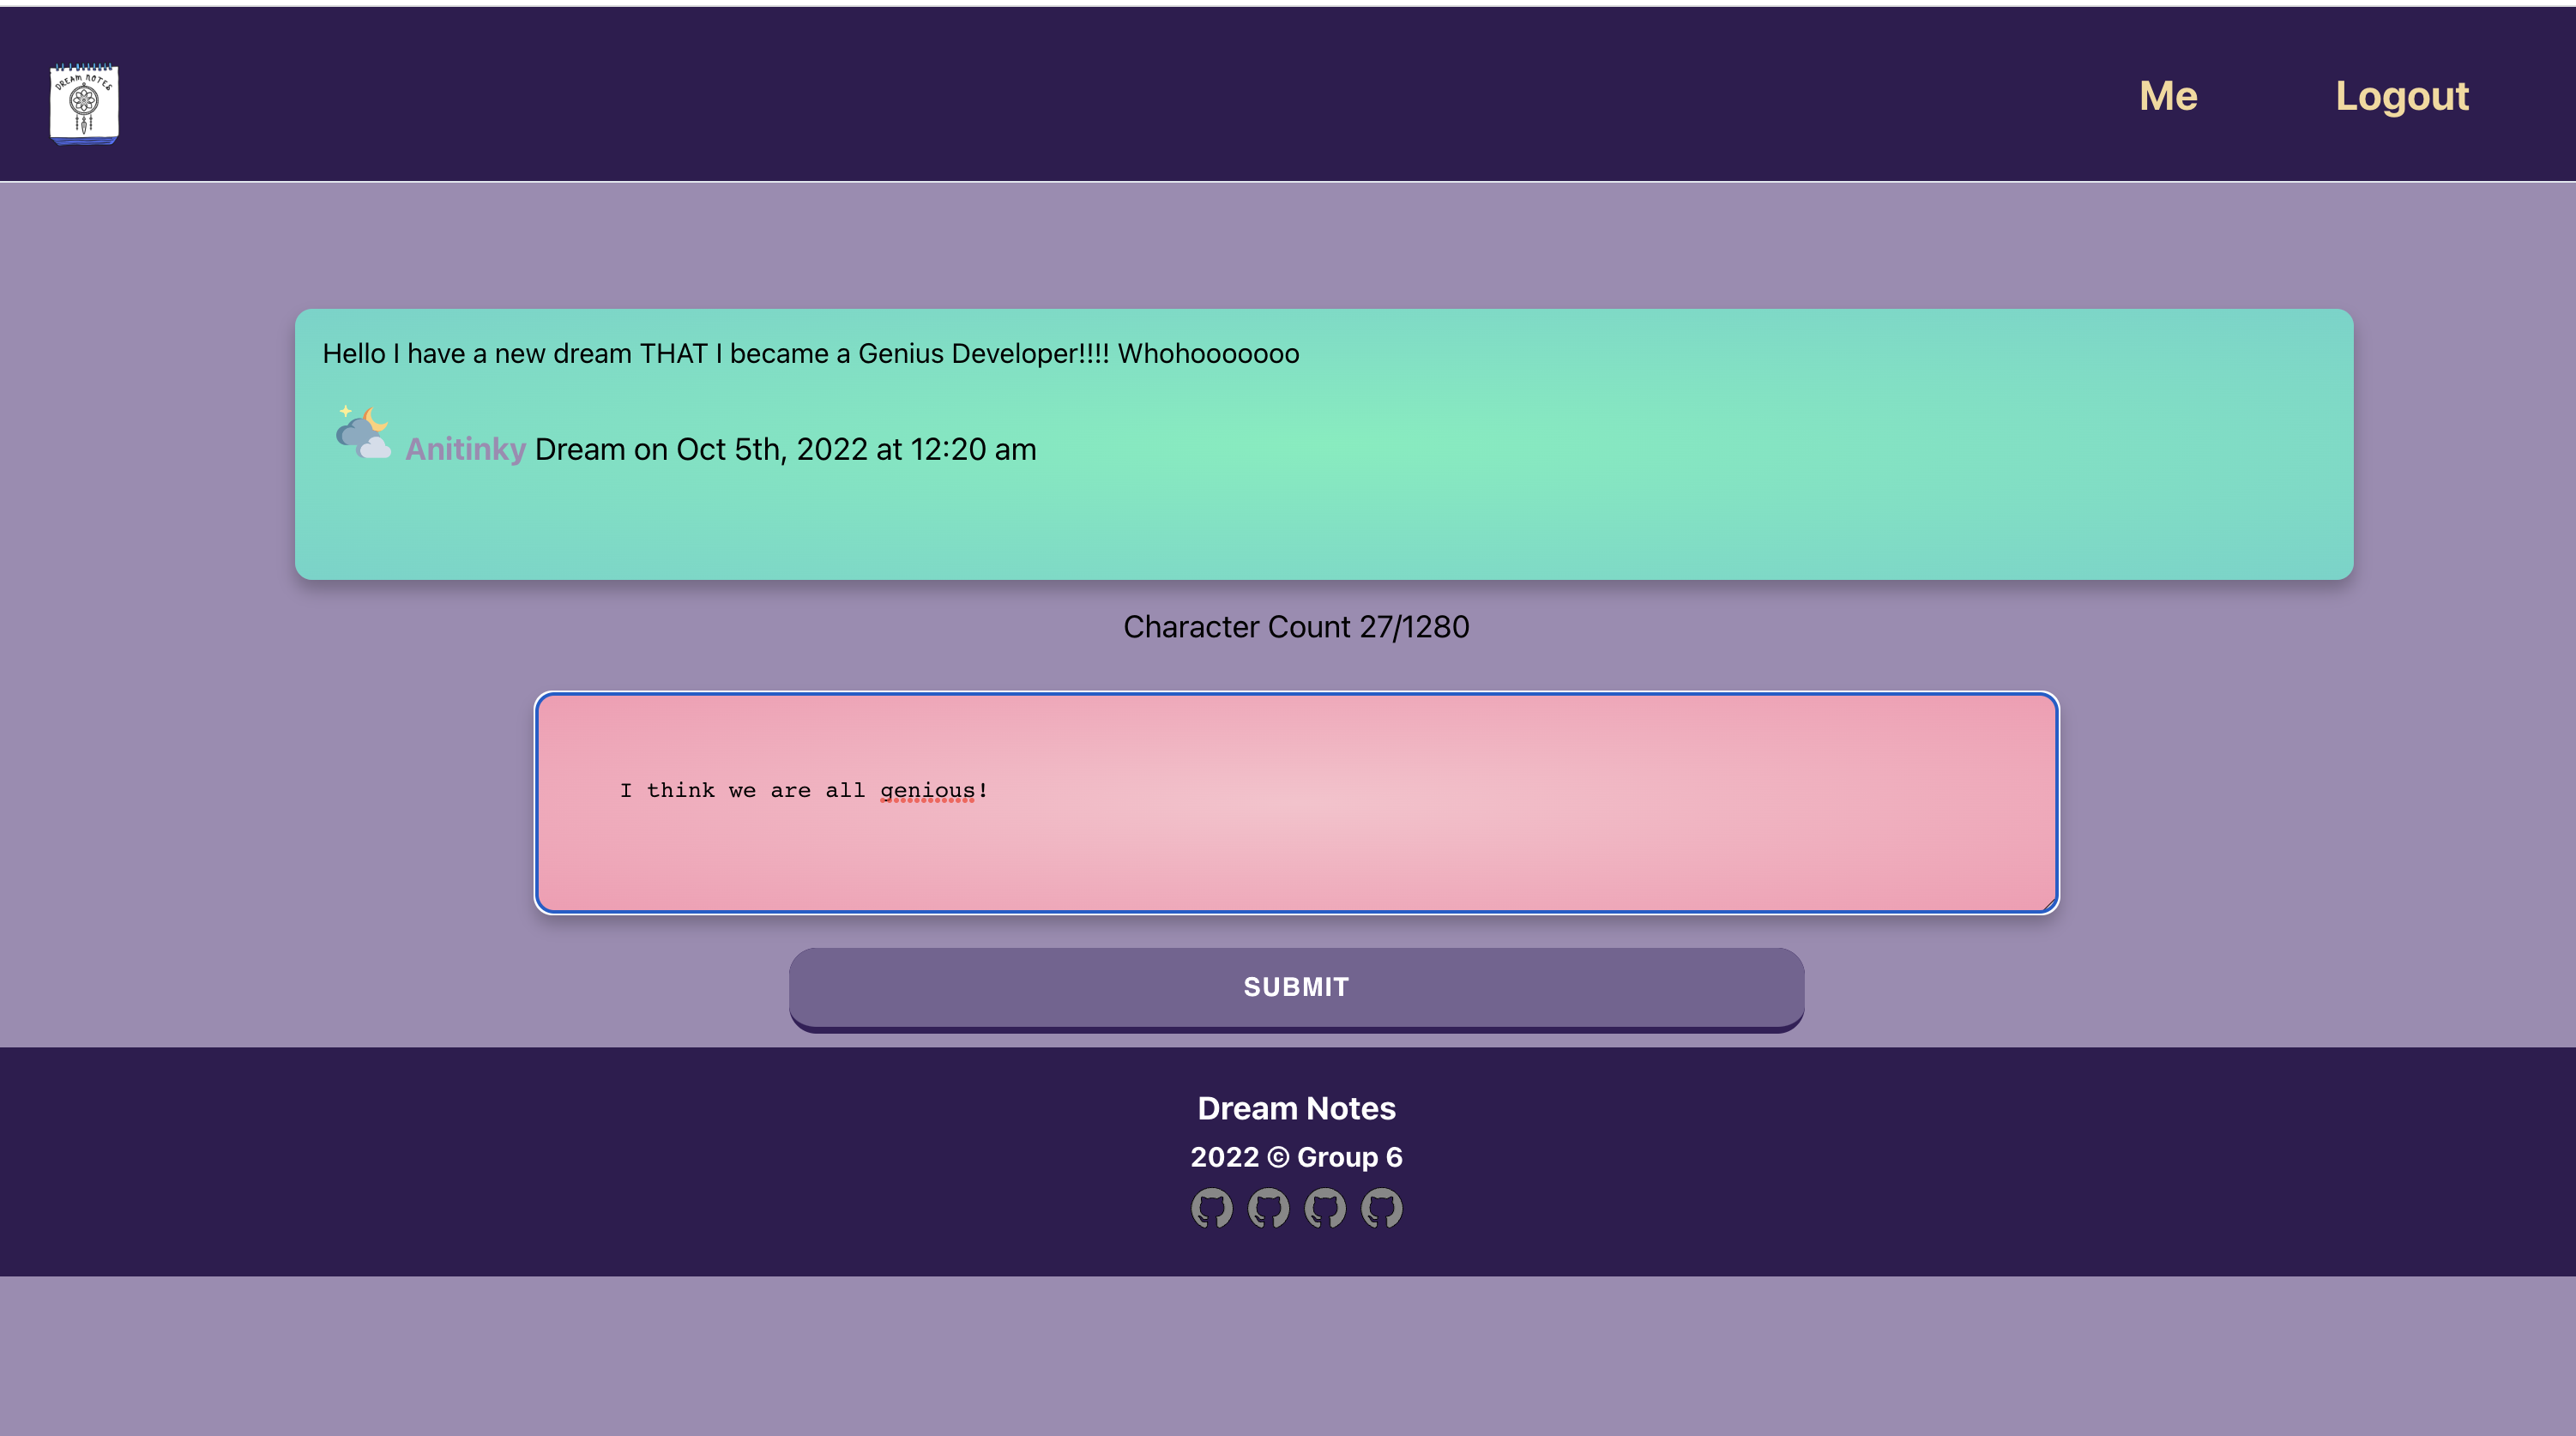 DREAM NOTES
Me
Logout
Hello I have a new dream THAT I became a Genius Developer!!!! Whohooooooo
Anitinky Dream on Oct 5th, 2022 at 12:20 am
Character Count 27/1280
I think we are all genious!
SUBMIT
Dream Notes
2022 © Group 6